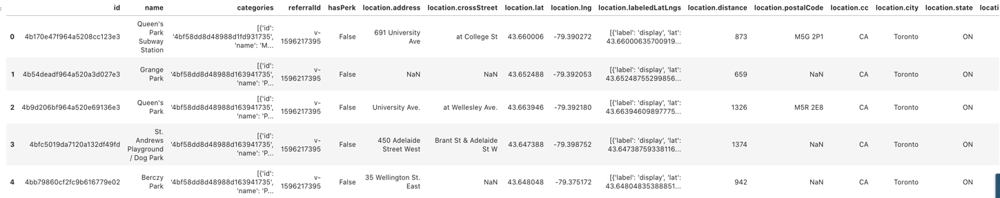 id name categories referralId hasPerk location.address location.crossStreet location.lat location.lng location.labeledLatLngs location.distance location.postalCode location.cc location.city location.state locati
0 4b170e47f964a5208cc123e3 Queen's Park Subway Station [{'id': '4bf58dd8d48988d1fd931735', 'name': 'M... v-1596217395 False 691 University Ave at College St 43.660006 -79.390272 [{'label': 'display', 'lat': 43.66000635700919... 873 M5G 2P1 CA Toronto ON
1 4b54deadf964a520a3d027e3 Grange Park [{'id': '4bf58dd8d48988d163941735', 'name': 'P... v-1596217395 False NaN NaN 43.652488 -79.392053 [{'label': 'display', 'lat': 43.65248755299856... 659 NaN CA Toronto ON
2 4b9d206bf964a520e69136e3 Queen's Park [{'id': '4bf58dd8d48988d163941735', 'name': 'P... v-1596217395 False University Ave. at Wellesley Ave. 43.663946 -79.392180 [{'label': 'display', 'lat': 43.66394609897775... 1326 M5R 2E8 CA Toronto ON
3 4bfc5019da7120a132df49fd St. Andrews Playground / Dog Park [{'id': '4bf58dd8d48988d163941735', 'name': 'P... v-1596217395 False 450 Adelaide Street West Brant St & Adelaide St W 43.647388 -79.398752 [{'label': 'display', 'lat': 43.64738759338116... 1374 NaN CA Toronto ON
4 4bb79860cf2fc9b616779e02 Berczy Park [{'id': '4bf58dd8d48988d163941735', 'name': 'P... v-1596217395 False 35 Wellington St. East NaN 43.648048 -79.375172 [{'label': 'display', 'lat': 43.64804835388851... 942 NaN CA Toronto ON